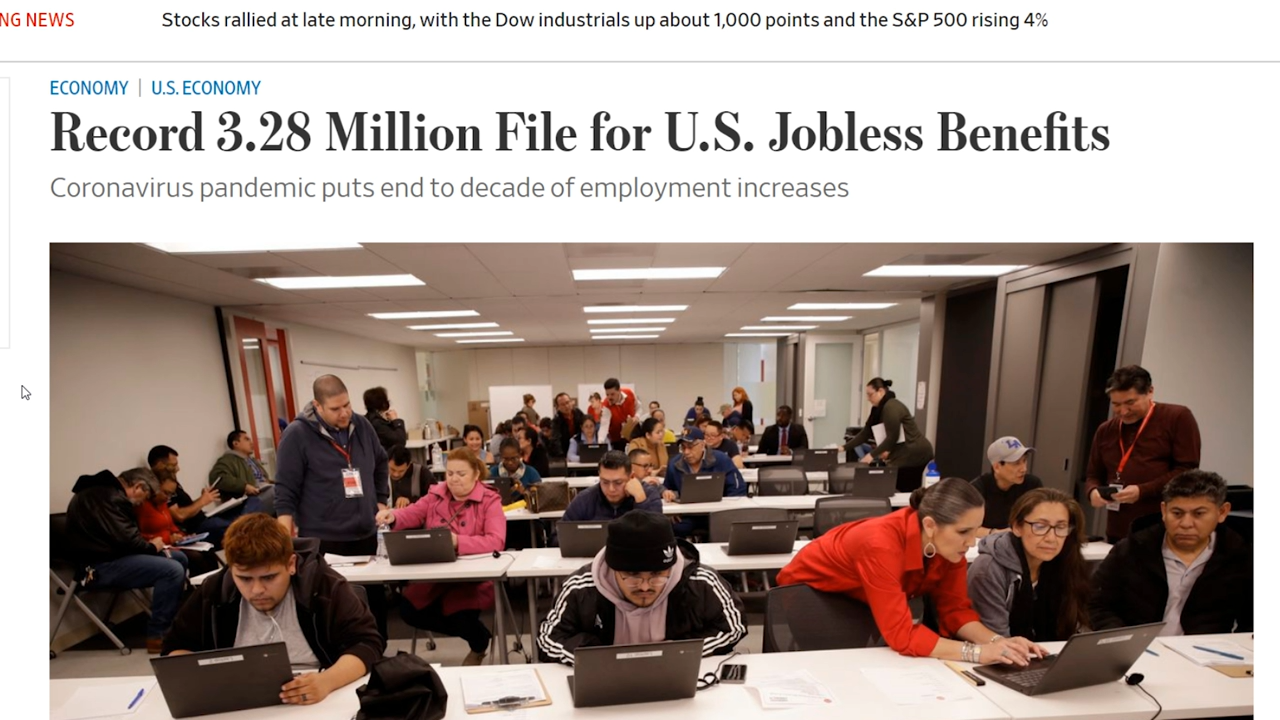 NG NEWS Stocks rallied at late morning, with the Dow industrials up about 1,000 points and the S&P 500 rising 4%
ECONOMY | U.S. ECONOMY
Record 3.28 Million File for U.S. Jobless Benefits
Coronavirus pandemic puts end to decade of employment increases